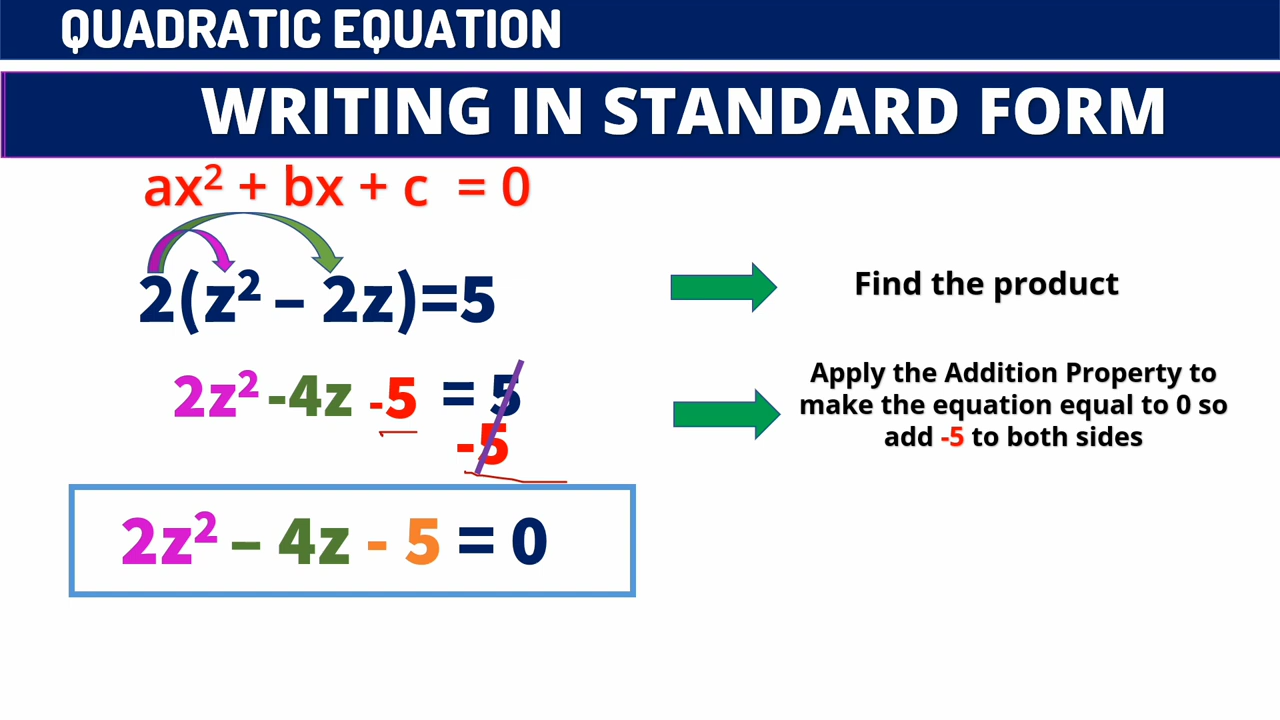 QUADRATIC EQUATION
WRITING IN STANDARD FORM
ax² + bx + c = 0
2(z² – 2z)=5
Find the product
2z² -4z -5 = 5
-5
Apply the Addition Property to
make the equation equal to 0 so
add -5 to both sides
2z² – 4z - 5 = 0